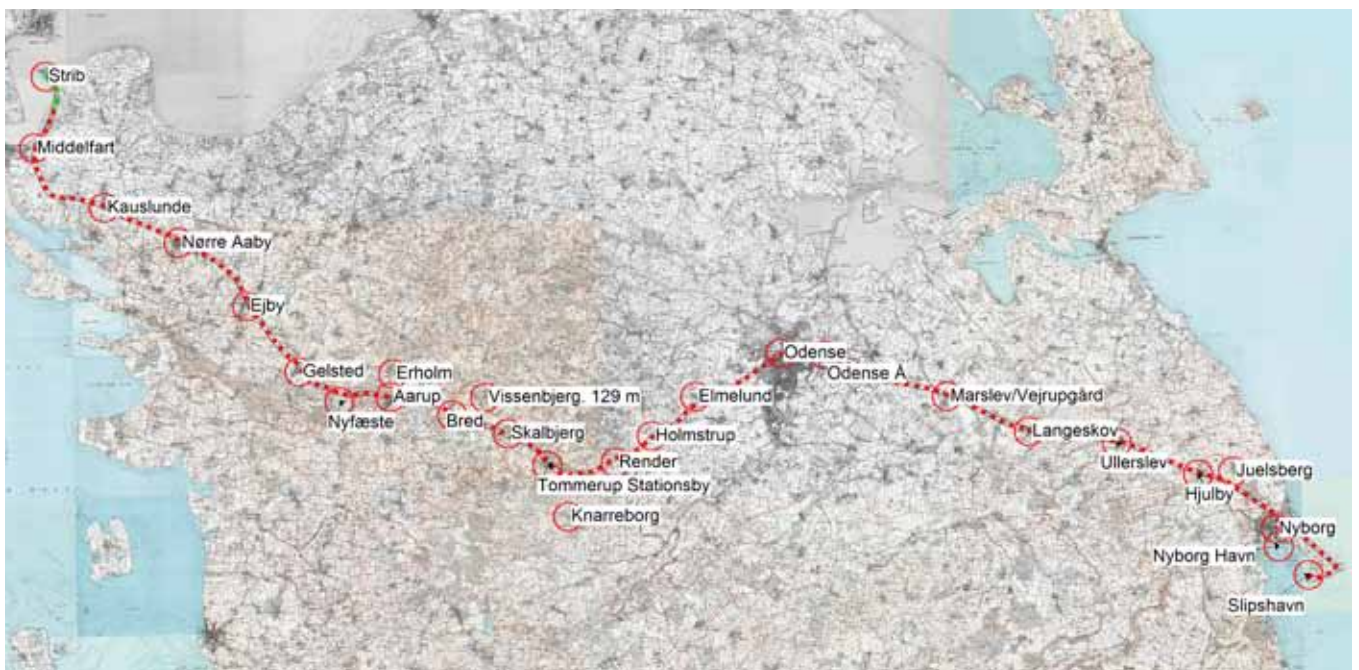 Strib
Middelfart
Kauslunde
Nørre Aaby
Ejby
Gelsted
Erholm
Aarup
Nyfæste
Vissenbjerg. 129 m
Bred
Skalbjerg
Tommerup Stationsby
Knarreborg
Render
Holmstrup
Elmelund
Odense
Odense Å
Marslev/Vejrupgård
Langeskov
Ullerslev
Juelsberg
Hjulby
Nyborg
Nyborg Havn
Slipshavn